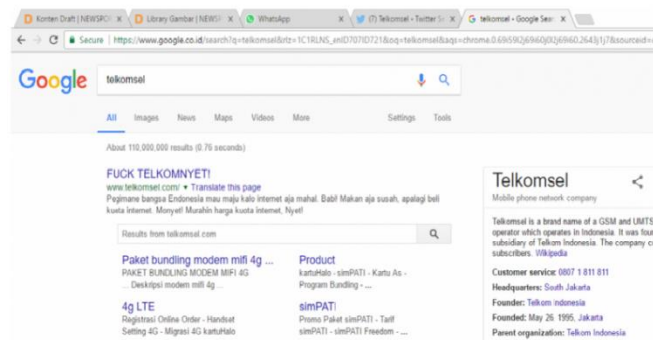 Konten Draft | NEWSPO
Library Gambar | NEWS
WhatsApp
(7) Telkomsel - Twitter Se
telkomsel - Google Sear
Secure | https://www.google.co.id/search?q=telkomsel&rlz=1C1RLNS_enID707ID721&oq=telkomsel&aqs=chrome.0.69i59l2j69i60j0l2j69i60.2643j1j7&sourceid=
Google
telkomsel
All Images News Maps Videos More Settings Tools
About 110,000,000 results (0.76 seconds)
FUCK TELKOMNYET!
www.telkomsel.com/ ▾ Translate this page
Pegimane bangsa Endonesia mau maju kalo internet aja mahal. Babi! Makan aja susah, apalagi beli
kuota internet. Monyet! Murahin harga kuota internet, Nyet!
Results from telkomsel.com
Paket bundling modem mifi 4g ...
PAKET BUNDLING MODEM MIFI 4G
... Deskripsi modem mifi 4g ...
Product
kartuHalo - simPATI - Kartu As -
Program Bundling - ...
4g LTE
Registrasi Online Order - Handset
Setting 4G - Migrasi 4G kartuHalo
simPATI
Promo Paket simPATI - Tarif
simPATI - simPATI Freedom - ...
Telkomsel
Mobile phone network company
Telkomsel is a brand name of a GSM and UMTS
operator which operates in Indonesia. It was four
subsidiary of Telkom Indonesia. The company c
subscribers. Wikipedia
Customer service: 0807 1 811 811
Headquarters: South Jakarta
Founder: Telkom Indonesia
Founded: May 26, 1995, Jakarta
Parent organization: Telkom Indonesia